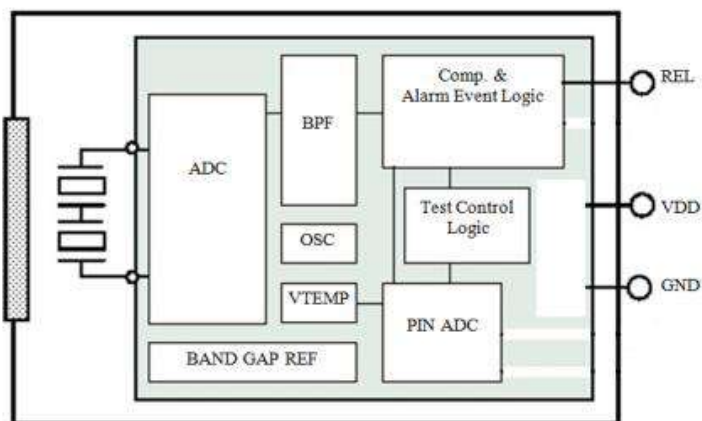 Comp. &
Alarm Event Logic
REL
BPF
ADC
Test Control
Logic
VDD
OSC
VTEMP
GND
PIN ADC
BAND GAP REF